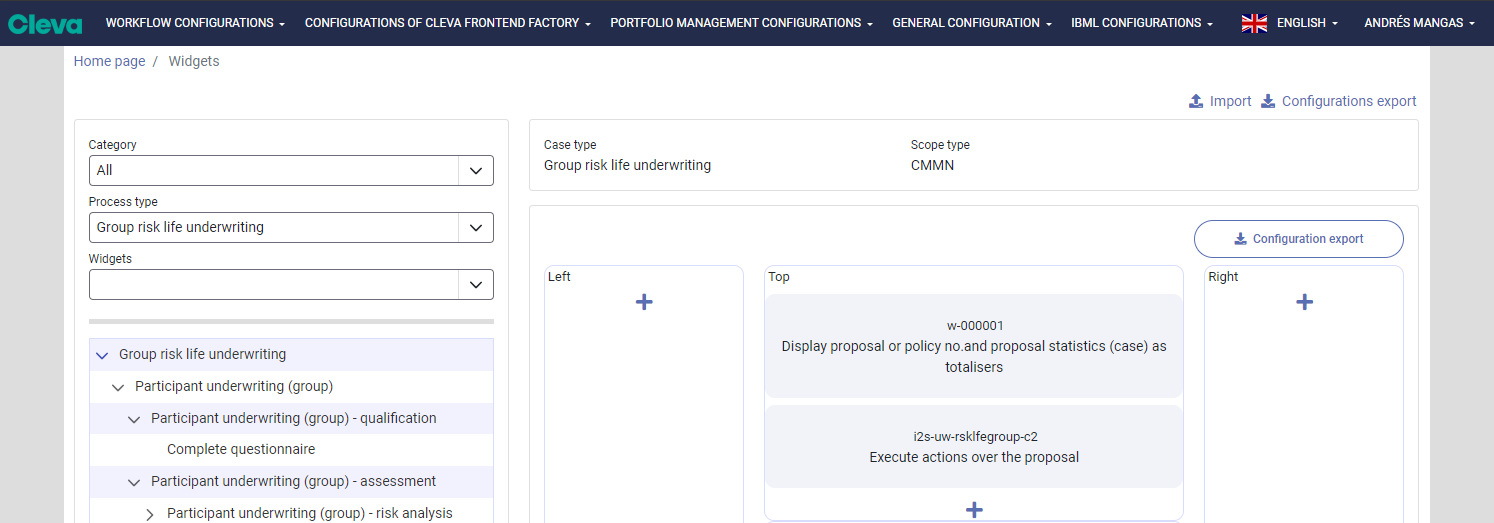 Cleva
WORKFLOW CONFIGURATIONS
CONFIGURATIONS OF CLEVA FRONTEND FACTORY
PORTFOLIO MANAGEMENT CONFIGURATIONS
GENERAL CONFIGURATION
IBML CONFIGURATIONS
ENGLISH
ANDRÉS MANGAS
Home page / Widgets
Import
Configurations export
Category
All
Process type
Group risk life underwriting
Widgets
Group risk life underwriting
Participant underwriting (group)
Participant underwriting (group) - qualification
Complete questionnaire
Participant underwriting (group) - assessment
Participant underwriting (group) - risk analysis
Case type
Group risk life underwriting
Scope type
CMMN
Configuration export
Left
Top
w-000001
Display proposal or policy no.and proposal statistics (case) as
totalisers
i2s-uw-rsklfegroup-c2
Execute actions over the proposal
Right